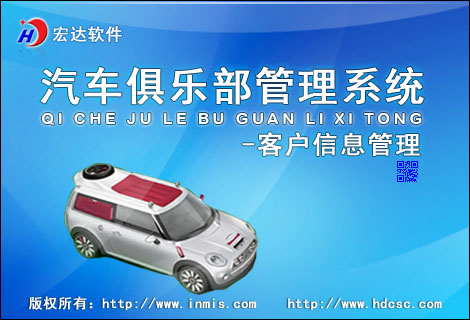 宏达软件
汽车俱乐部管理系统
QI CHE JU LE BU GUAN LI XI TONG
-客户信息管理
版权所有：http://www.inmis.com http://www.hdcsc.com